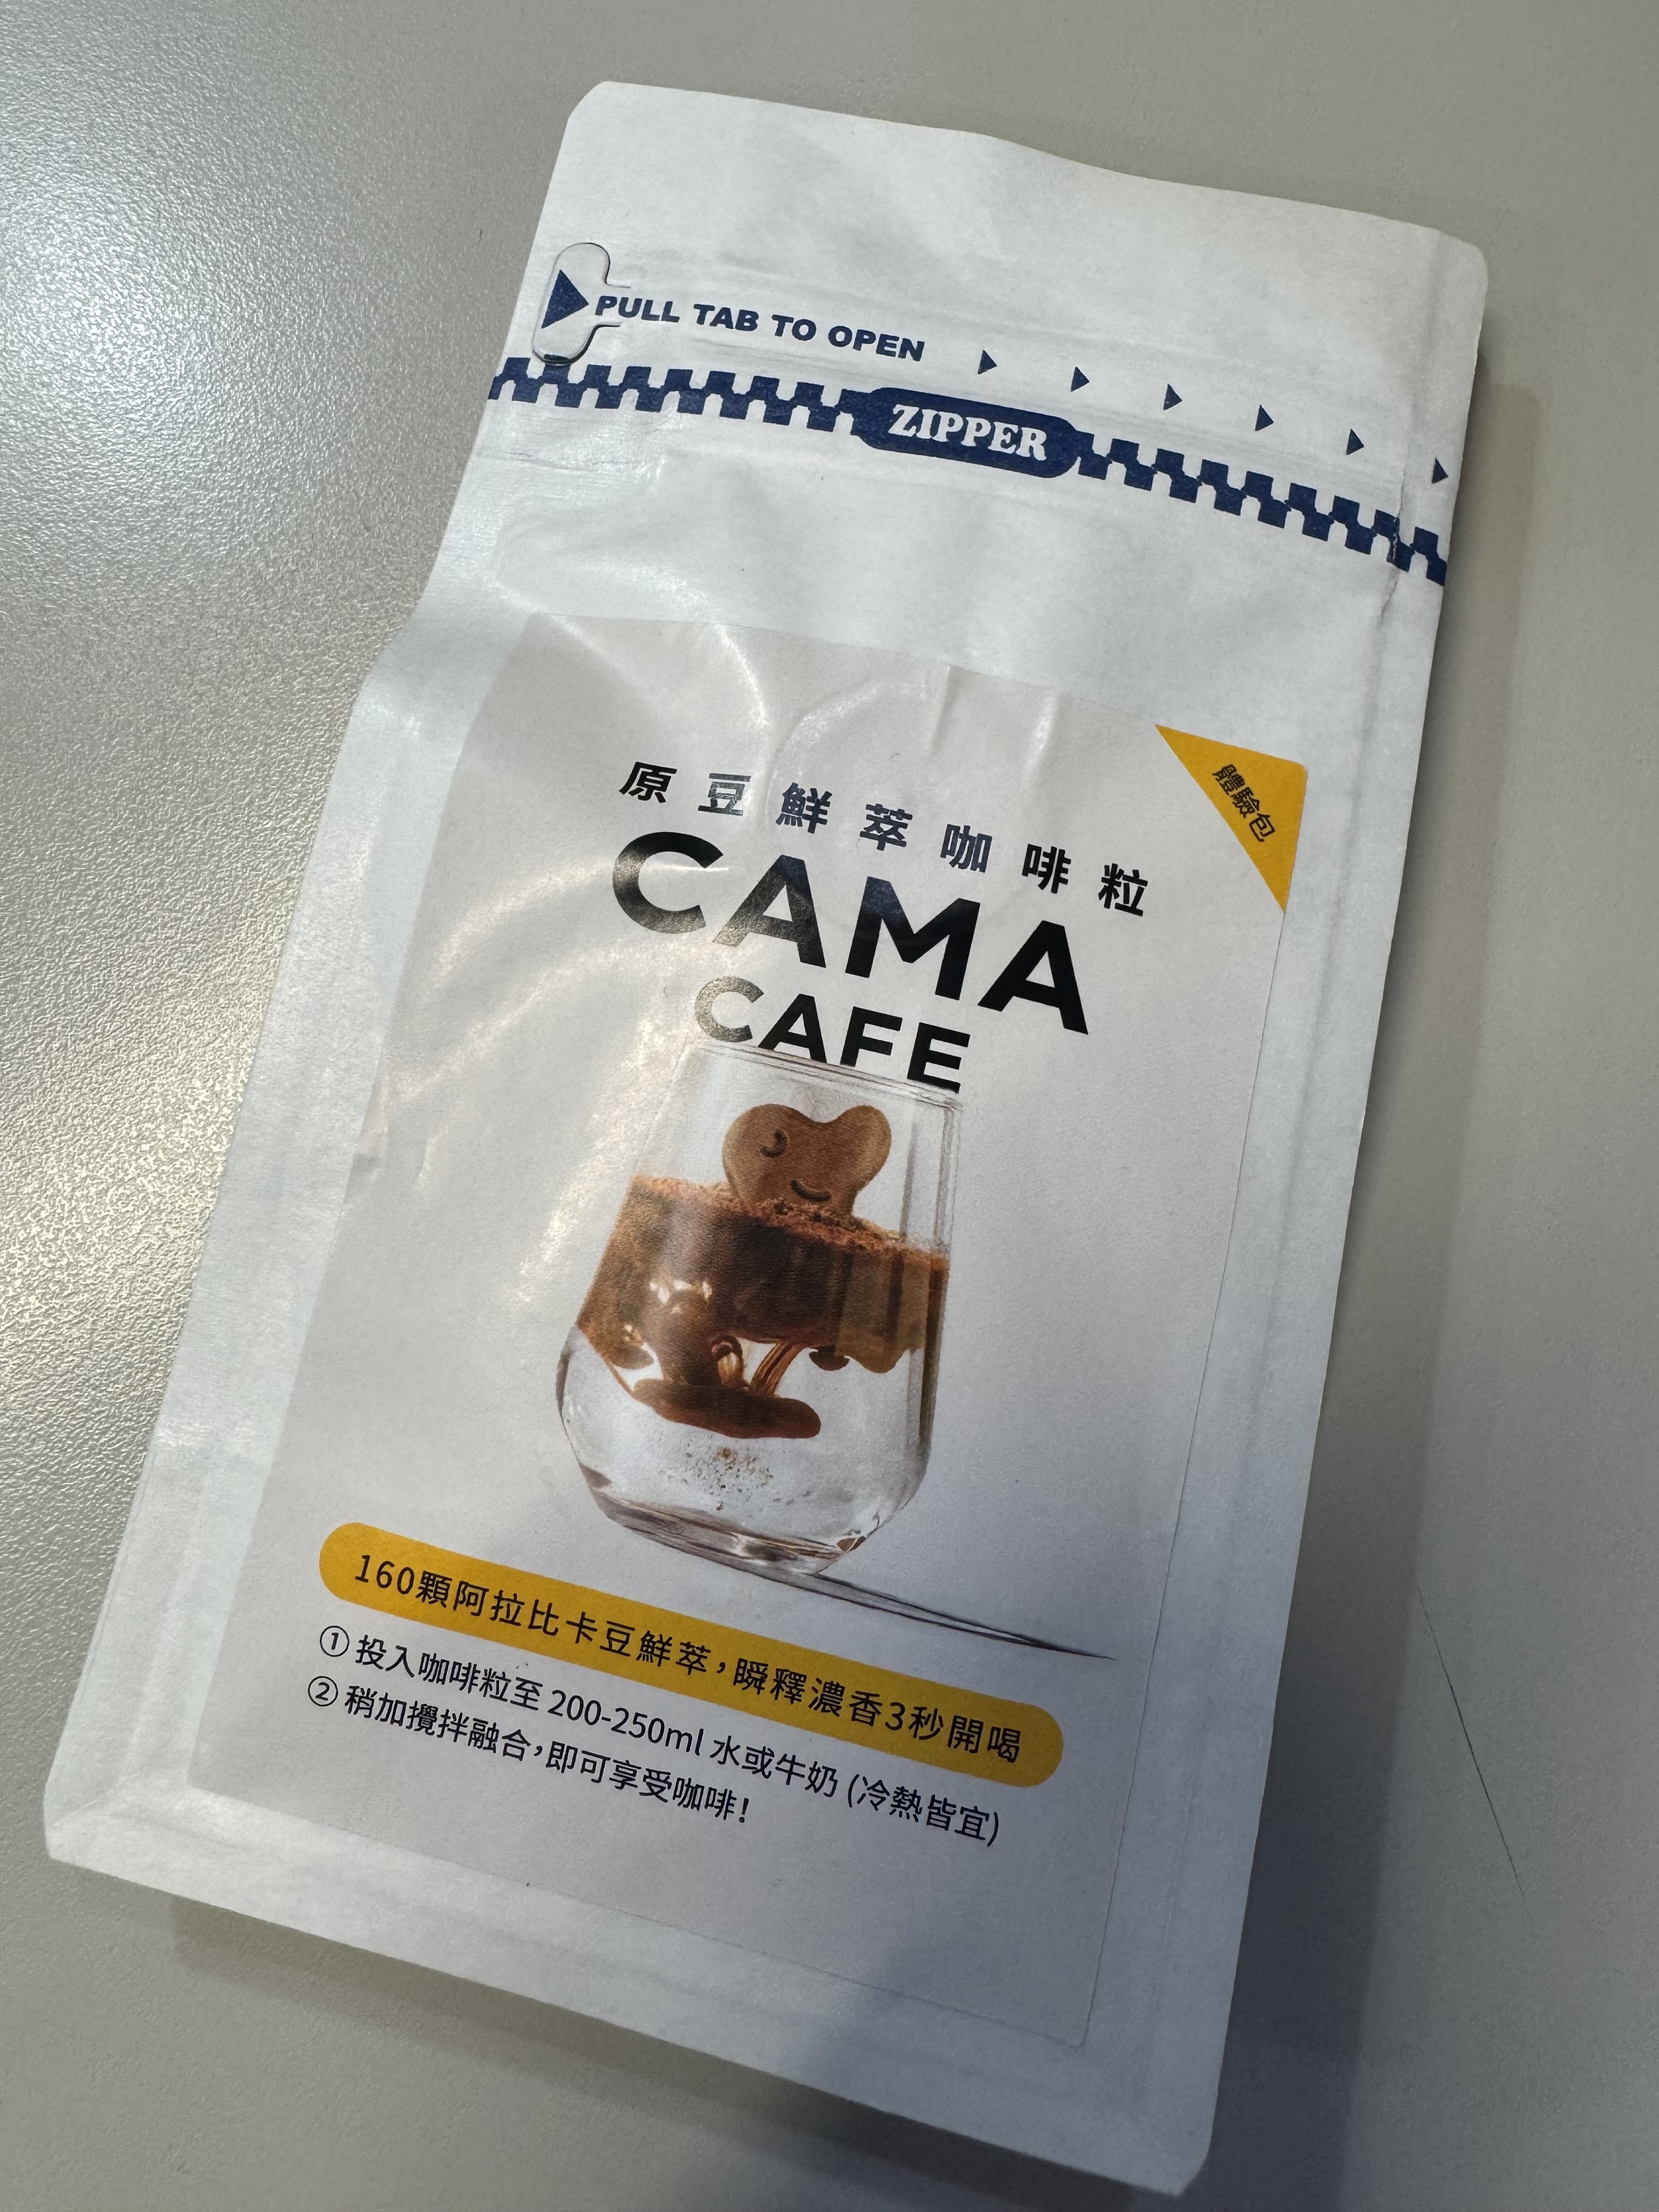 PULL TAB TO OPEN
ZIPPER
體驗包
原豆鮮萃咖啡粒
CAMA
CAFE
160顆阿拉比卡豆鮮萃，瞬釋濃香3秒開喝
① 投入咖啡粒至 200-250ml 水或牛奶 (冷熱皆宜)
② 稍加攪拌融合，即可享受咖啡！